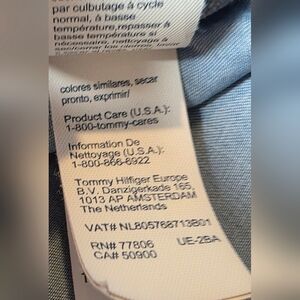 par culbutage à cycle
normal, à basse
température,repasser à
basse température si
nécessaire, nettoyage à
colores similares, secar
pronto, exprimir/
Product Care (U.S.A.):
1-800-tommy-cares
Information De
Nettoyage (U.S.A.):
1-800-866-6922
Tommy Hilfiger Europe
B.V. Danzigerkade 165,
1013 AP AMSTERDAM
The Netherlands
VAT# NL805768713B01
RN# 77806 UE-2BA
CA# 50900